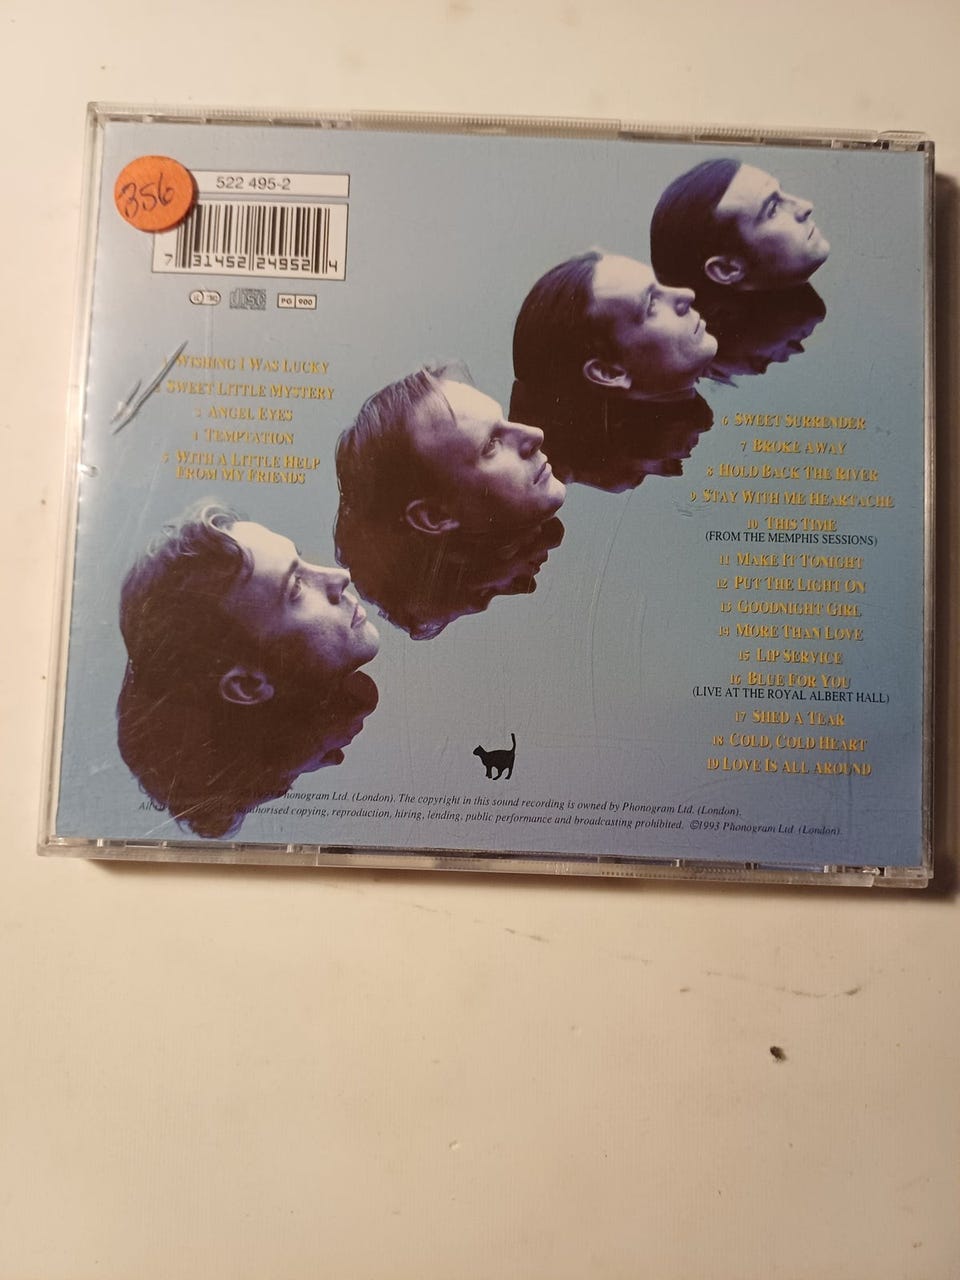 356
522 495-2
7 31452 24952 4
disc
PG 900
WISHING I WAS LUCKY
SWEET LITTLE MYSTERY
3 ANGEL EYES
4 TEMPTATION
5 WITH A LITTLE HELP
FROM MY FRIENDS
6 SWEET SURRENDER
7 BROKE AWAY
8 HOLD BACK THE RIVER
9 STAY WITH ME HEARTACHE
10 THIS TIME
(FROM THE MEMPHIS SESSIONS)
11 MAKE IT TONIGHT
12 PUT THE LIGHT ON
13 GOODNIGHT GIRL
14 MORE THAN LOVE
15 LIP SERVICE
16 BLUE FOR YOU
(LIVE AT THE ROYAL ALBERT HALL)
17 SHED A TEAR
18 COLD, COLD HEART
19 LOVE IS ALL AROUND
1993 Phonogram Ltd. (London). The copyright in this sound recording is owned by Phonogram Ltd. (London).
All copying, reproduction, hiring, lending, public performance and broadcasting prohibited. ©1993 Phonogram Ltd. (London).